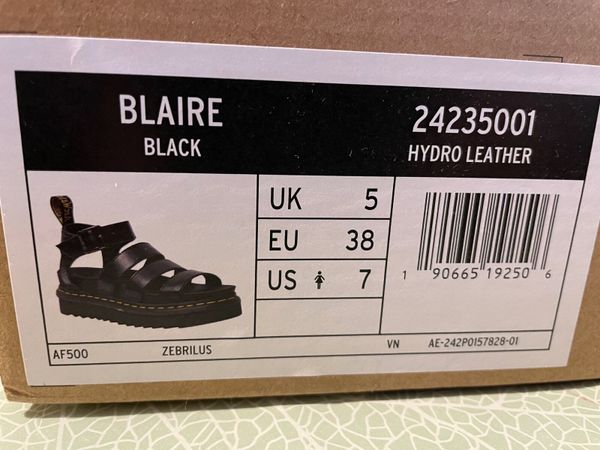 BLAIRE
BLACK
24235001
HYDRO LEATHER
UK 5
EU 38
US 7
1 90665 19250 6
AF500 ZEBRILUS VN AE-242P0157828-01